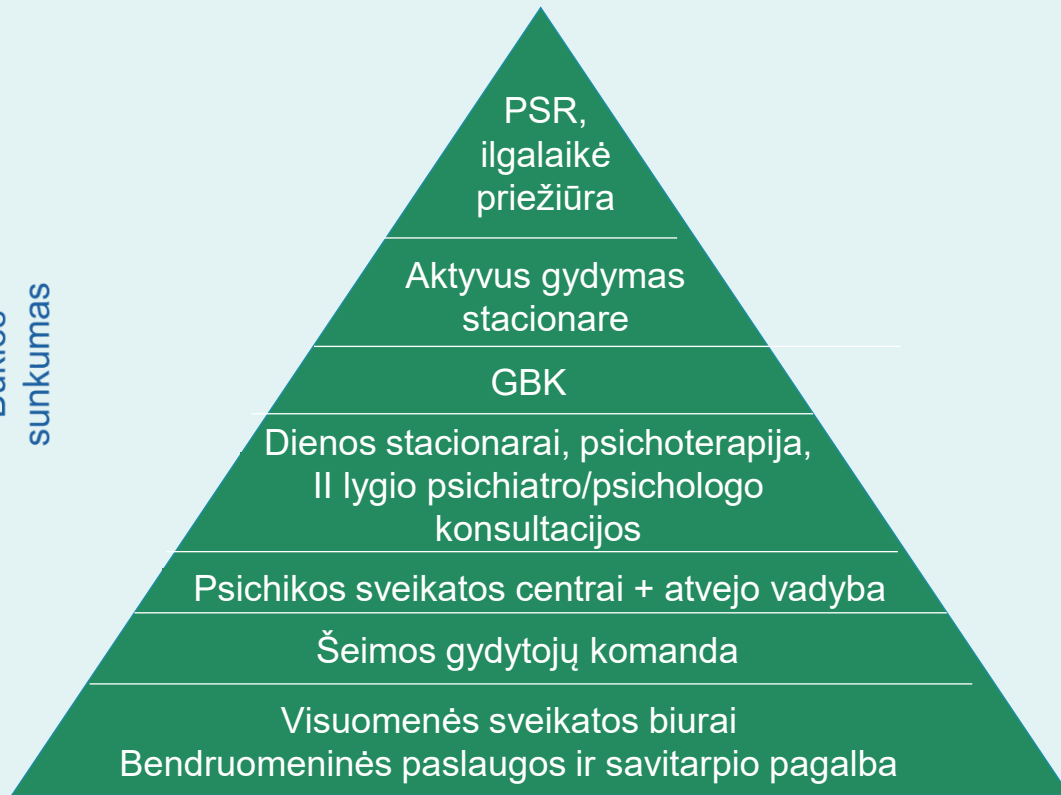 PSR,
ilgalaikė
priežiūra
Aktyvus gydymas
stacionare
GBK
Dienos stacionarai, psichoterapija,
II lygio psichiatro/psichologo
konsultacijos
Psichikos sveikatos centrai + atvejo vadyba
Šeimos gydytojų komanda
Visuomenės sveikatos biurai
Bendruomeninės paslaugos ir savitarpio pagalba
sunkumas